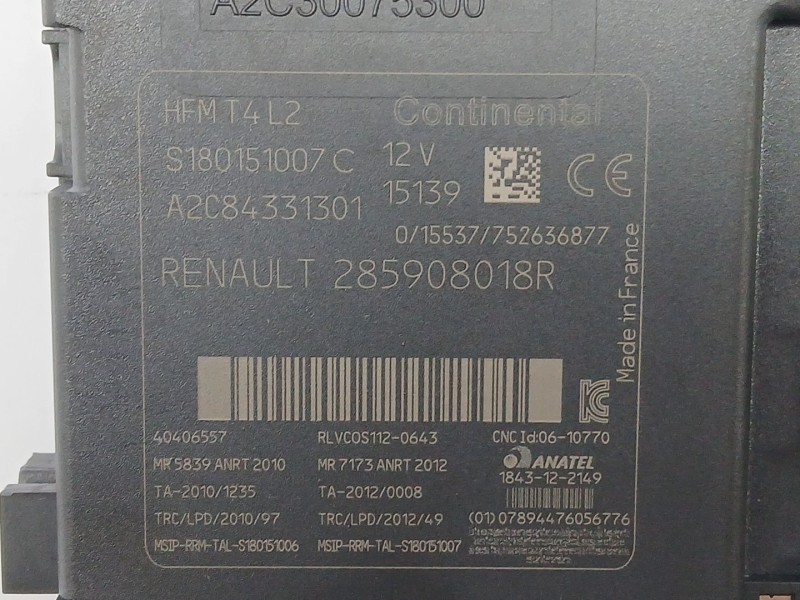 A2C30075300
HFM T4 L2 Continental
S180151007 C 12 V
A2C84331301 15139
0/15537/752636877
RENAULT 285908018R
Made in France
40406557 RLVCOS112-0643 CNC Id:06-10770
MR 5839 ANRT 2010 MR 7173 ANRT 2012 ANATEL
TA-2010/1235 TA-2012/0008 1843-12-2149
TRC/LPD/2010/97 TRC/LPD/2012/49 (01)07894476056776
MSIP-RRM-TAL-S180151006 MSIP-RRM-TAL-S180151007